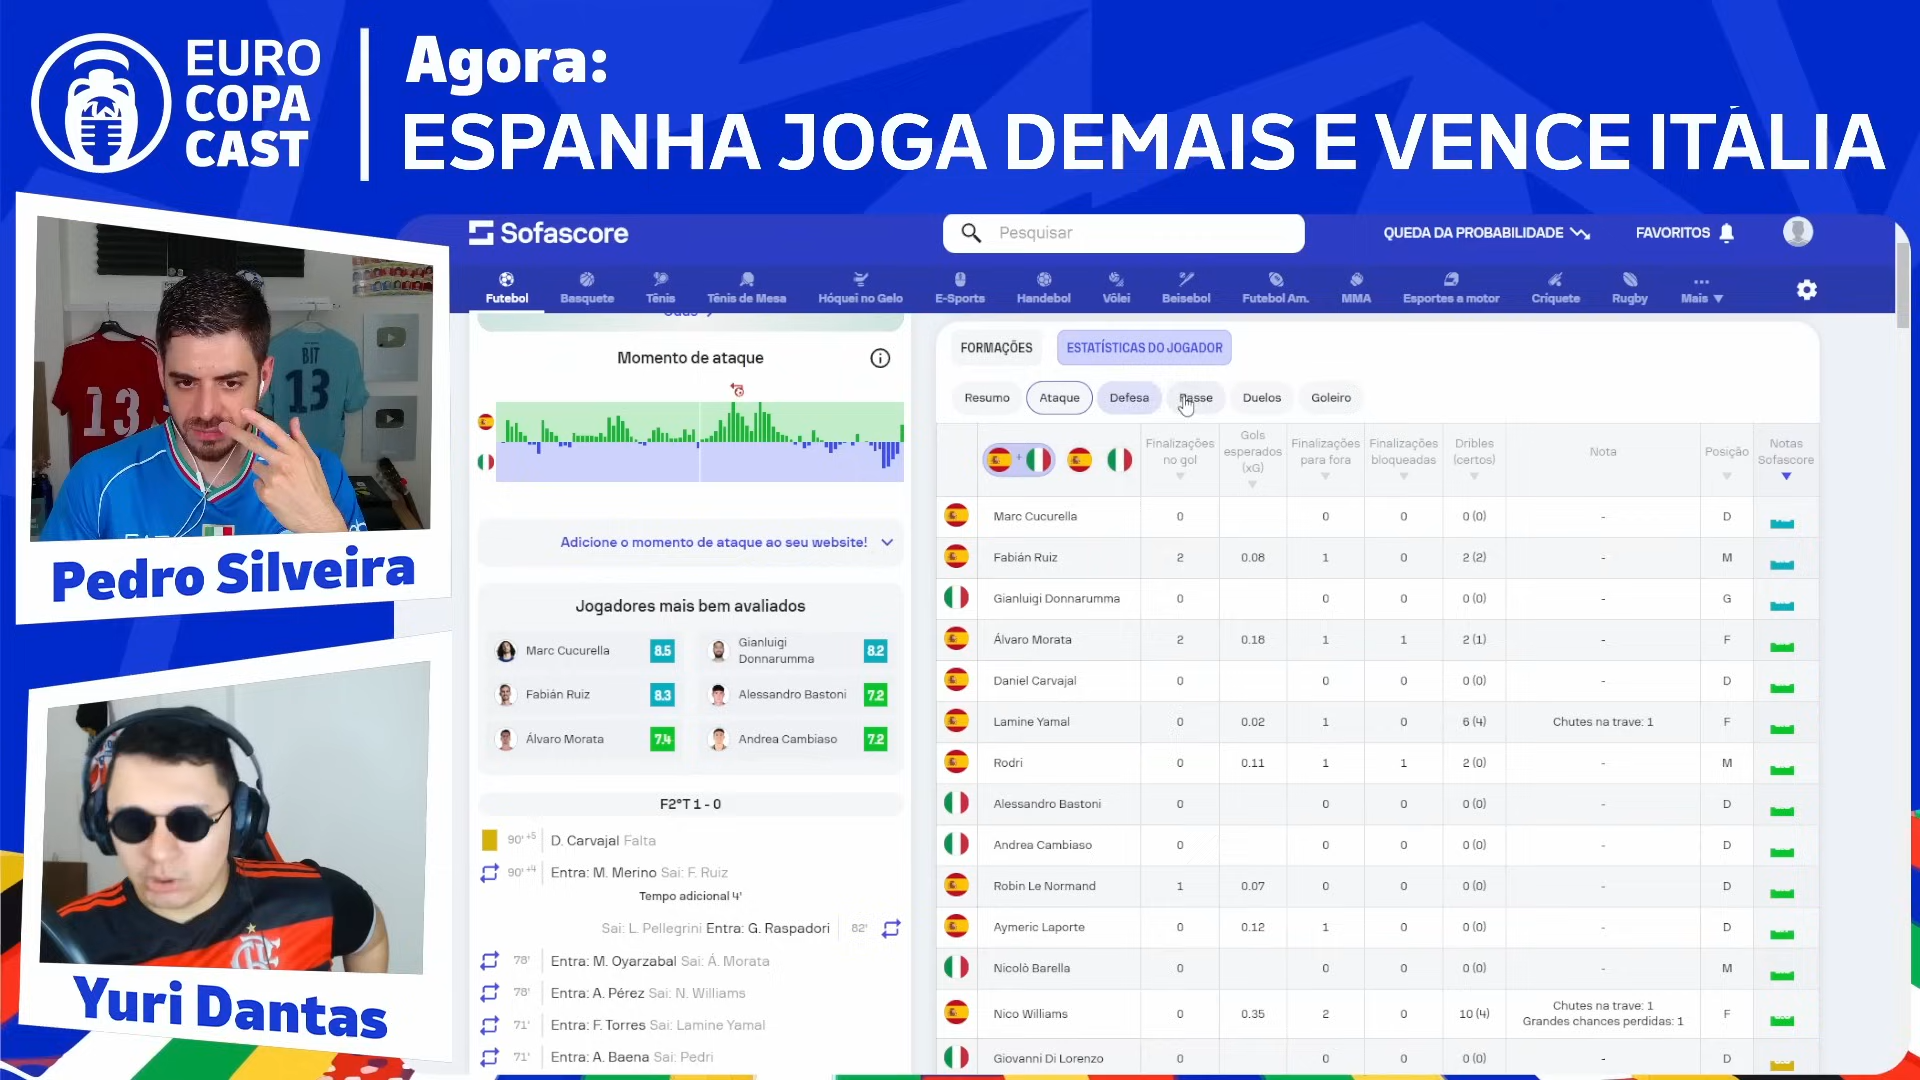 EURO
COPA
CAST
Agora:
ESPANHA JOGA DEMAIS E VENCE ITÁLIA
Sofascore
Pesquisar
QUEDA DA PROBABILIDADE
FAVORITOS
Futebol
Basquete
Tênis
Tênis de Mesa
Hóquei no Gelo
E-Sports
Handebol
Vôlei
Beisebol
Futebol Am.
MMA
Esportes a motor
Críquete
Rugby
Mais
13
BIT
13
Pedro Silveira
Yuri Dantas
Momento de ataque
Adicione o momento de ataque ao seu website!
Jogadores mais bem avaliados
Marc Cucurella 8.5
Gianluigi Donnarumma 8.2
Fabián Ruiz 8.3
Alessandro Bastoni 7.2
Álvaro Morata 7.4
Andrea Cambiaso 7.2
F2°T 1 - 0
90' +5 D. Carvajal Falta
90' +4 Entra: M. Merino Sai: F. Ruiz
Tempo adicional 4'
Sai: L. Pellegrini Entra: G. Raspadori 82'
78' Entra: M. Oyarzabal Sai: Á. Morata
78' Entra: A. Pérez Sai: N. Williams
71' Entra: F. Torres Sai: Lamine Yamal
71' Entra: A. Baena Sai: Pedri
FORMAÇÕES
ESTATÍSTICAS DO JOGADOR
Resumo
Ataque
Defesa
Passe
Duelos
Goleiro
+
Finalizações no gol
Gols esperados (xG)
Finalizações para fora
Finalizações bloqueadas
Dribles (certos)
Nota
Posição
Notas Sofascore
Marc Cucurella 0 0 0 0 (0) - D
Fabián Ruiz 2 0.08 1 0 2 (2) - M
Gianluigi Donnarumma 0 0 0 0 (0) - G
Álvaro Morata 2 0.18 1 1 2 (1) - F
Daniel Carvajal 0 0 0 0 (0) - D
Lamine Yamal 0 0.02 1 0 6 (4) Chutes na trave: 1 F
Rodri 0 0.11 1 1 2 (0) - M
Alessandro Bastoni 0 0 0 0 (0) - D
Andrea Cambiaso 0 0 0 0 (0) - D
Robin Le Normand 1 0.07 0 0 0 (0) - D
Aymeric Laporte 0 0.12 1 0 0 (0) - D
Nicolò Barella 0 0 0 0 (0) - M
Nico Williams 0 0.35 2 0 10 (4) Chutes na trave: 1 Grandes chances perdidas: 1 F
Giovanni Di Lorenzo 0 0 0 0 (0) - D